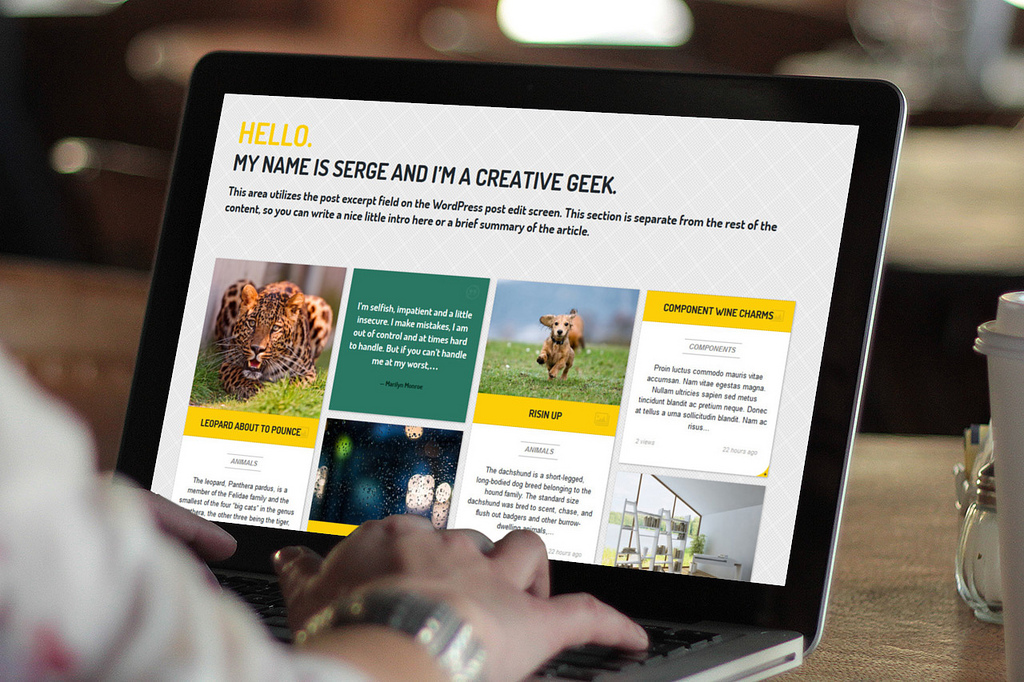 HELLO.
MY NAME IS SERGE AND I'M A CREATIVE GEEK.
This area utilizes the post excerpt field on the WordPress post edit screen. This section is separate from the rest of the
content, so you can write a nice little intro here or a brief summary of the article.
LEOPARD ABOUT TO POUNCE
ANIMALS
The leopard, Panthera pardus, is a
member of the Felidae family and the
smallest of the four "big cats" in the genus
the other three being the tiger,
I'm selfish, impatient and a little
insecure. I make mistakes, I am
out of control and at times hard
to handle. But if you can't handle
me at my worst,...
— Marilyn Monroe
RISIN UP
ANIMALS
The dachshund is a short-legged,
long-bodied dog breed belonging to the
hound family. The standard size
dachshund was bred to scent, chase, and
flush out badgers and other burrow-
dwelling animals,...
22 hours ago
COMPONENT WINE CHARMS
COMPONENTS
Proin luctus commodo mauris vitae
accumsan. Nam vitae egestas magna.
Nullam ultricies sapien sed metus
tincidunt blandit ac pretium neque. Donec
at tellus a urna sollicitudin blandit. Nam ac
risus...
2 views
22 hours ago